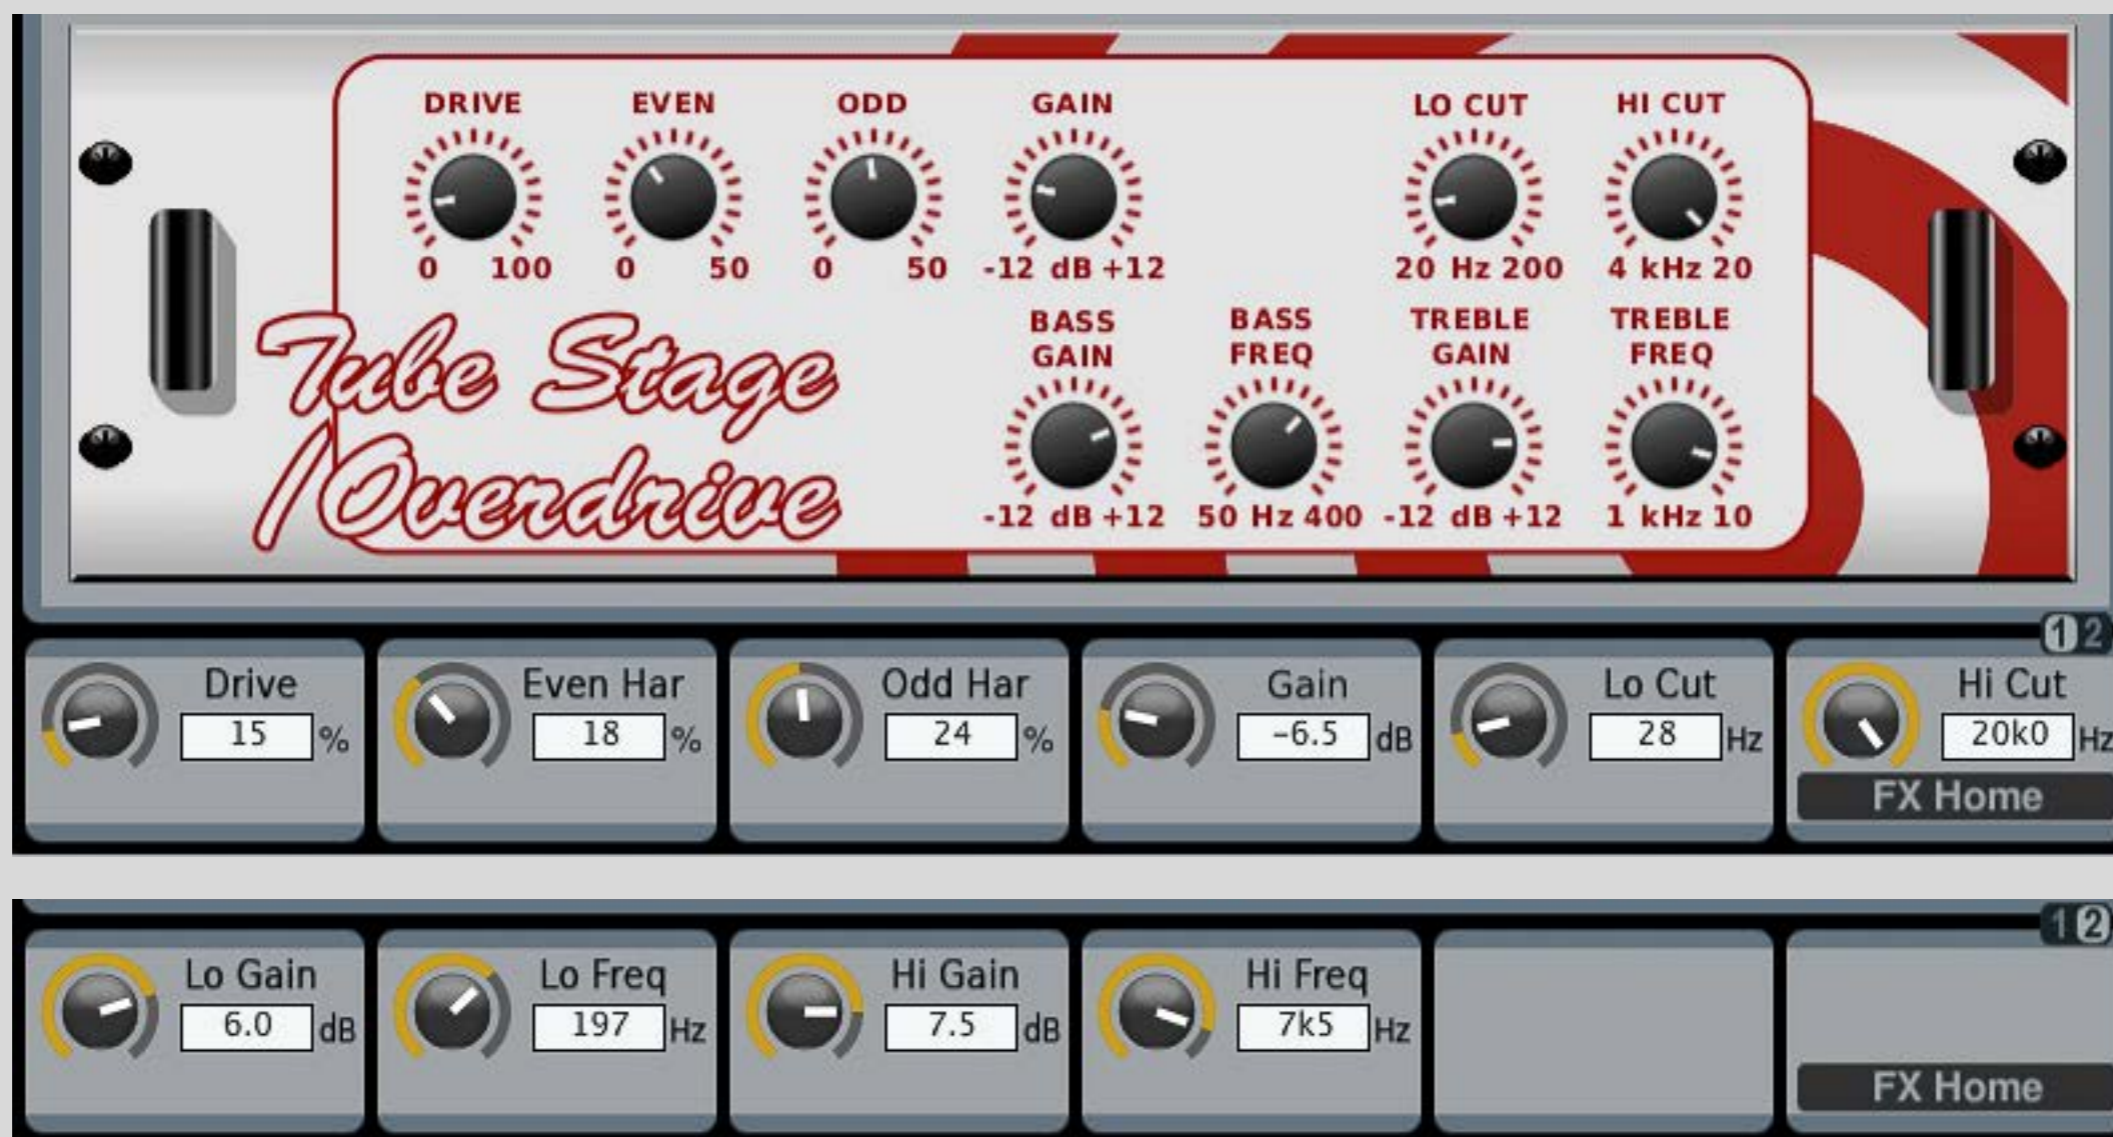 DRIVE EVEN ODD GAIN LO CUT HI CUT
0 100 0 50 0 50 -12 dB +12 20 Hz 200 4 kHz 20
BASS GAIN BASS FREQ TREBLE GAIN TREBLE FREQ
-12 dB +12 50 Hz 400 -12 dB +12 1 kHz 10
Tube Stage
/Overdrive
1 2
Drive Even Har Odd Har Gain Lo Cut Hi Cut
15 % 18 % 24 % -6.5 dB 28 Hz 20k0 Hz
FX Home
1 2
Lo Gain Lo Freq Hi Gain Hi Freq
6.0 dB 197 Hz 7.5 dB 7k5 Hz
FX Home